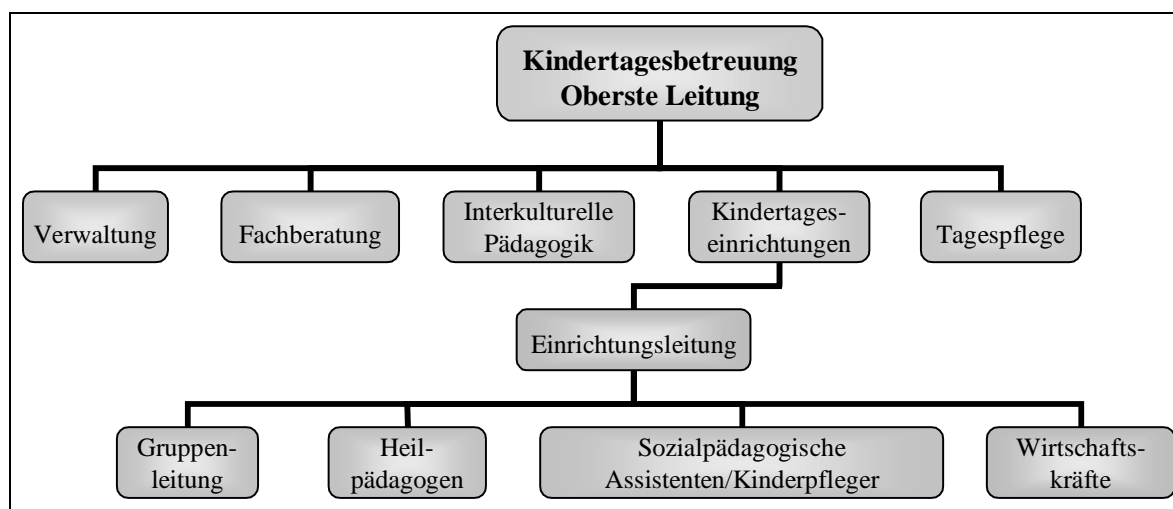 Kindertagesbetreuung
Oberste Leitung
Verwaltung
Fachberatung
Interkulturelle
Pädagogik
Kindertages-
einrichtungen
Tagespflege
Einrichtungsleitung
Gruppen-
leitung
Heil-
pädagogen
Sozialpädagogische
Assistenten/Kinderpfleger
Wirtschafts-
kräfte